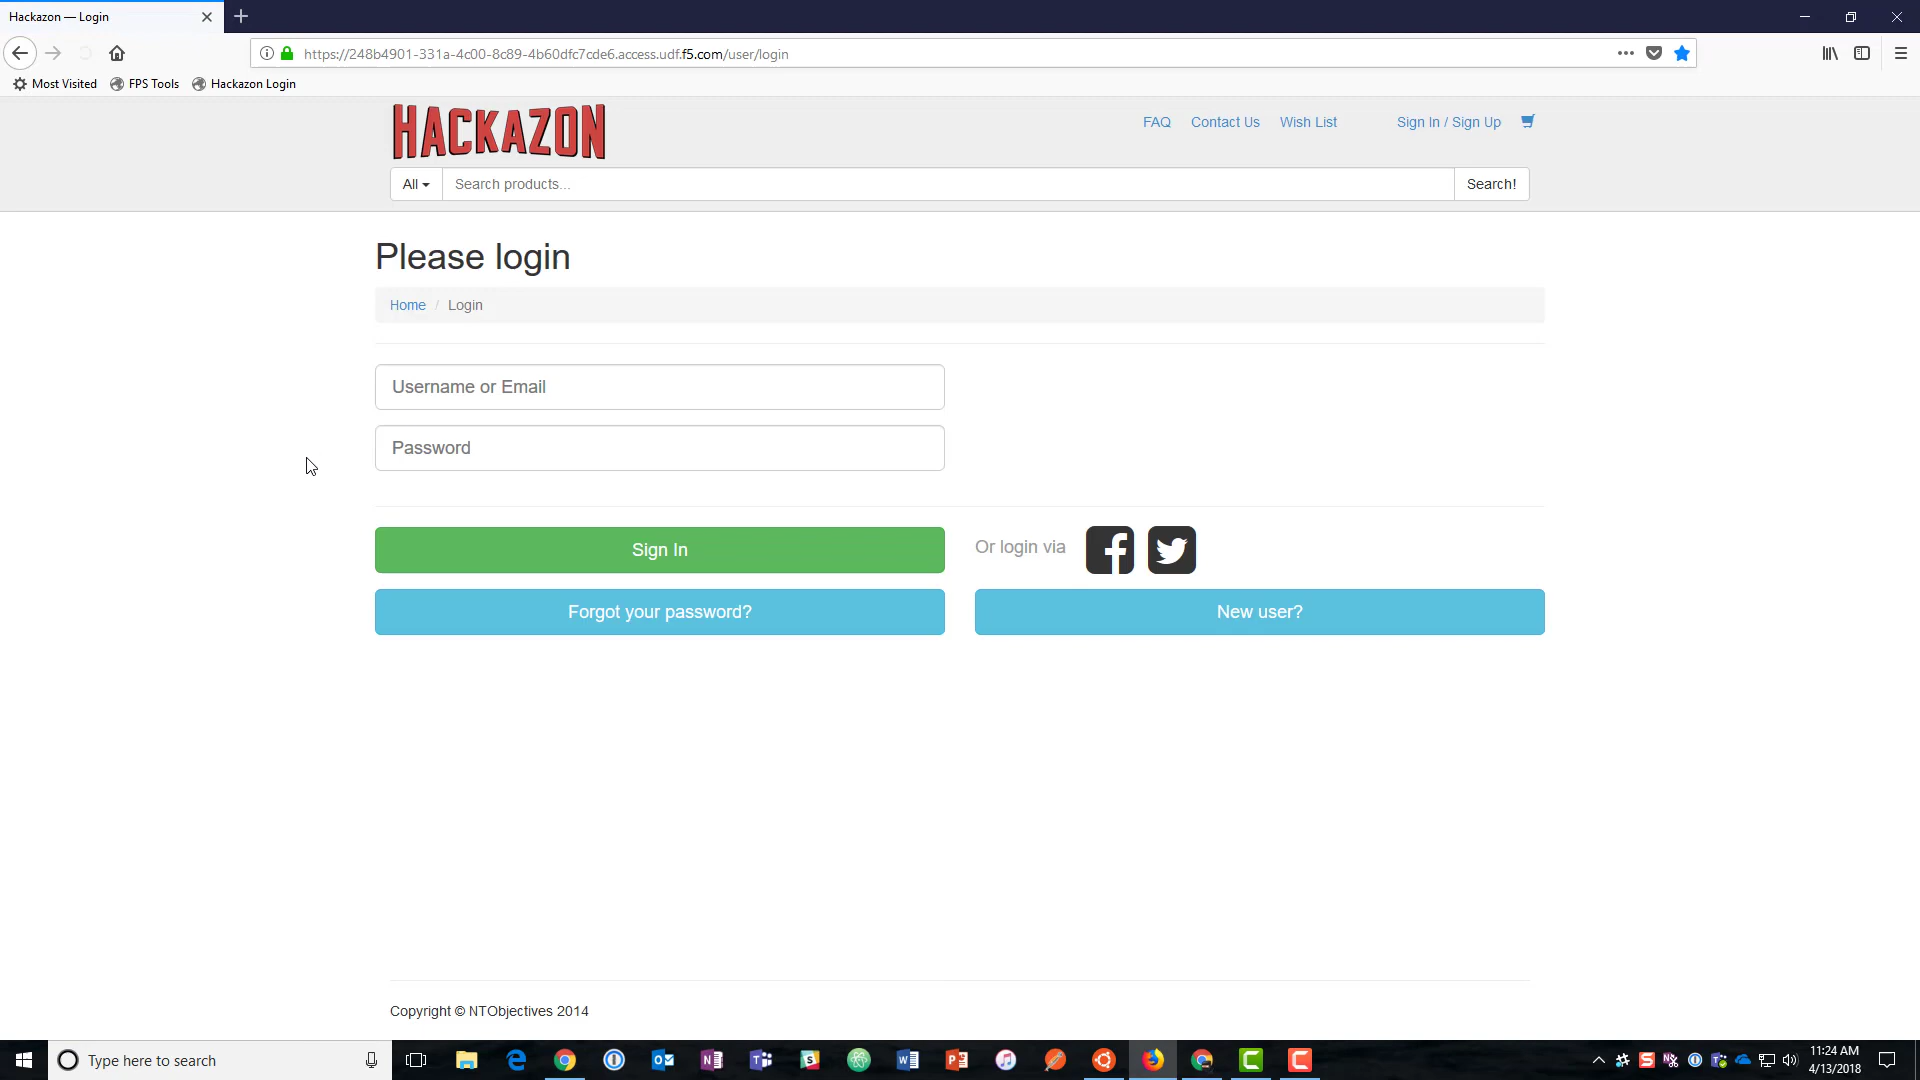 Hackazon — Login
https://248b4901-331a-4c00-8c89-4b60dfc7cde6.access.udf.f5.com/user/login
Most Visited FPS Tools Hackazon Login
HACKAZON
FAQ Contact Us Wish List Sign In / Sign Up
All Search products... Search!
Please login
Home / Login
Username or Email
Password
Sign In Or login via
Forgot your password? New user?
Copyright © NTObjectives 2014
Type here to search
11:24 AM
4/13/2018